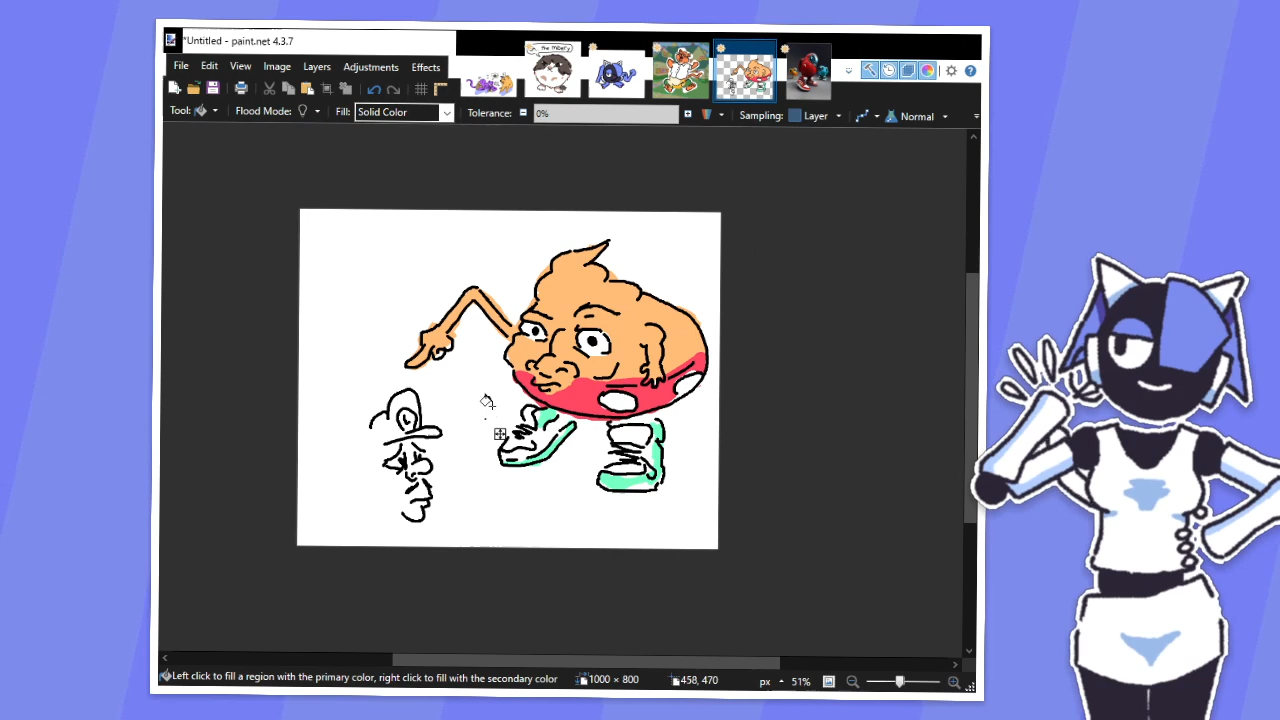 *Untitled - paint.net 4.3.7
the misery
File Edit View Image Layers Adjustments Effects
Tool: Flood Mode: Fill: Solid Color Tolerance: 0% Sampling: Layer Normal
Left click to fill a region with the primary color, right click to fill with the secondary color 1000 × 800 458, 470 px 51%